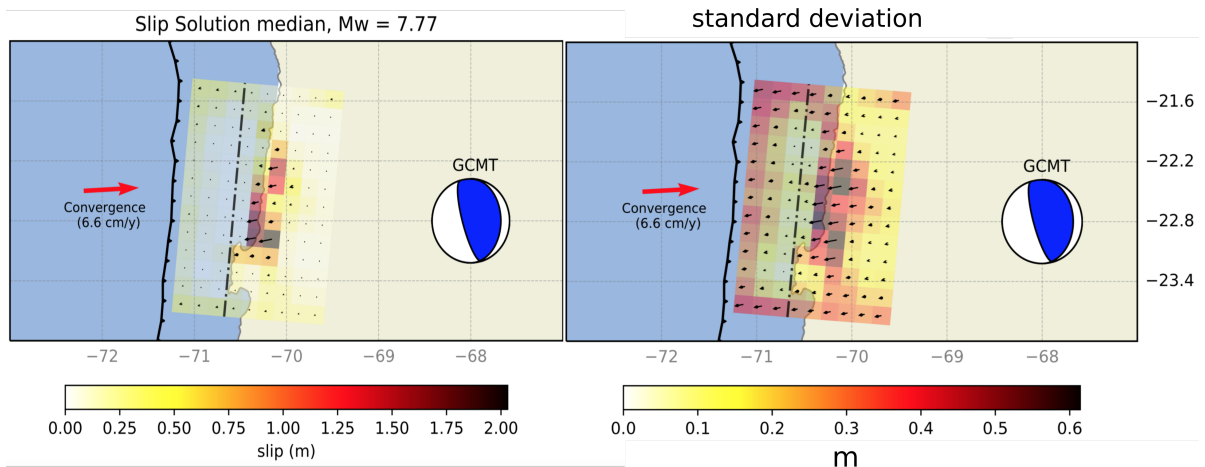 Slip Solution median, Mw = 7.77
standard deviation
GCMT
Convergence
(6.6 cm/y)
GCMT
Convergence
(6.6 cm/y)
−21.6
−22.2
−22.8
−23.4
−72 −71 −70 −69 −68
−72 −71 −70 −69 −68
0.00 0.25 0.50 0.75 1.00 1.25 1.50 1.75 2.00
slip (m)
0.0 0.1 0.2 0.3 0.4 0.5 0.6
m